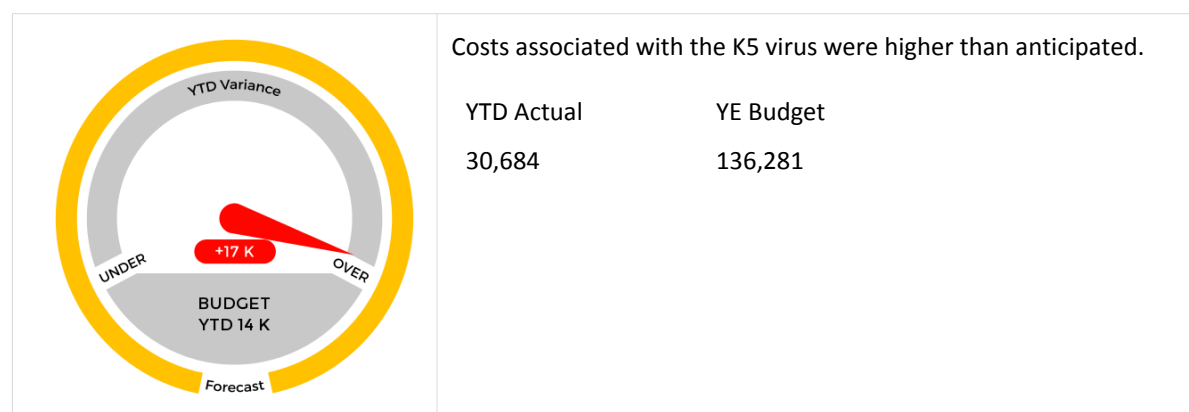 YTD Variance
UNDER
+17 K
OVER
BUDGET
YTD 14 K
Forecast
Costs associated with the K5 virus were higher than anticipated.
YTD Actual YE Budget
30,684 136,281